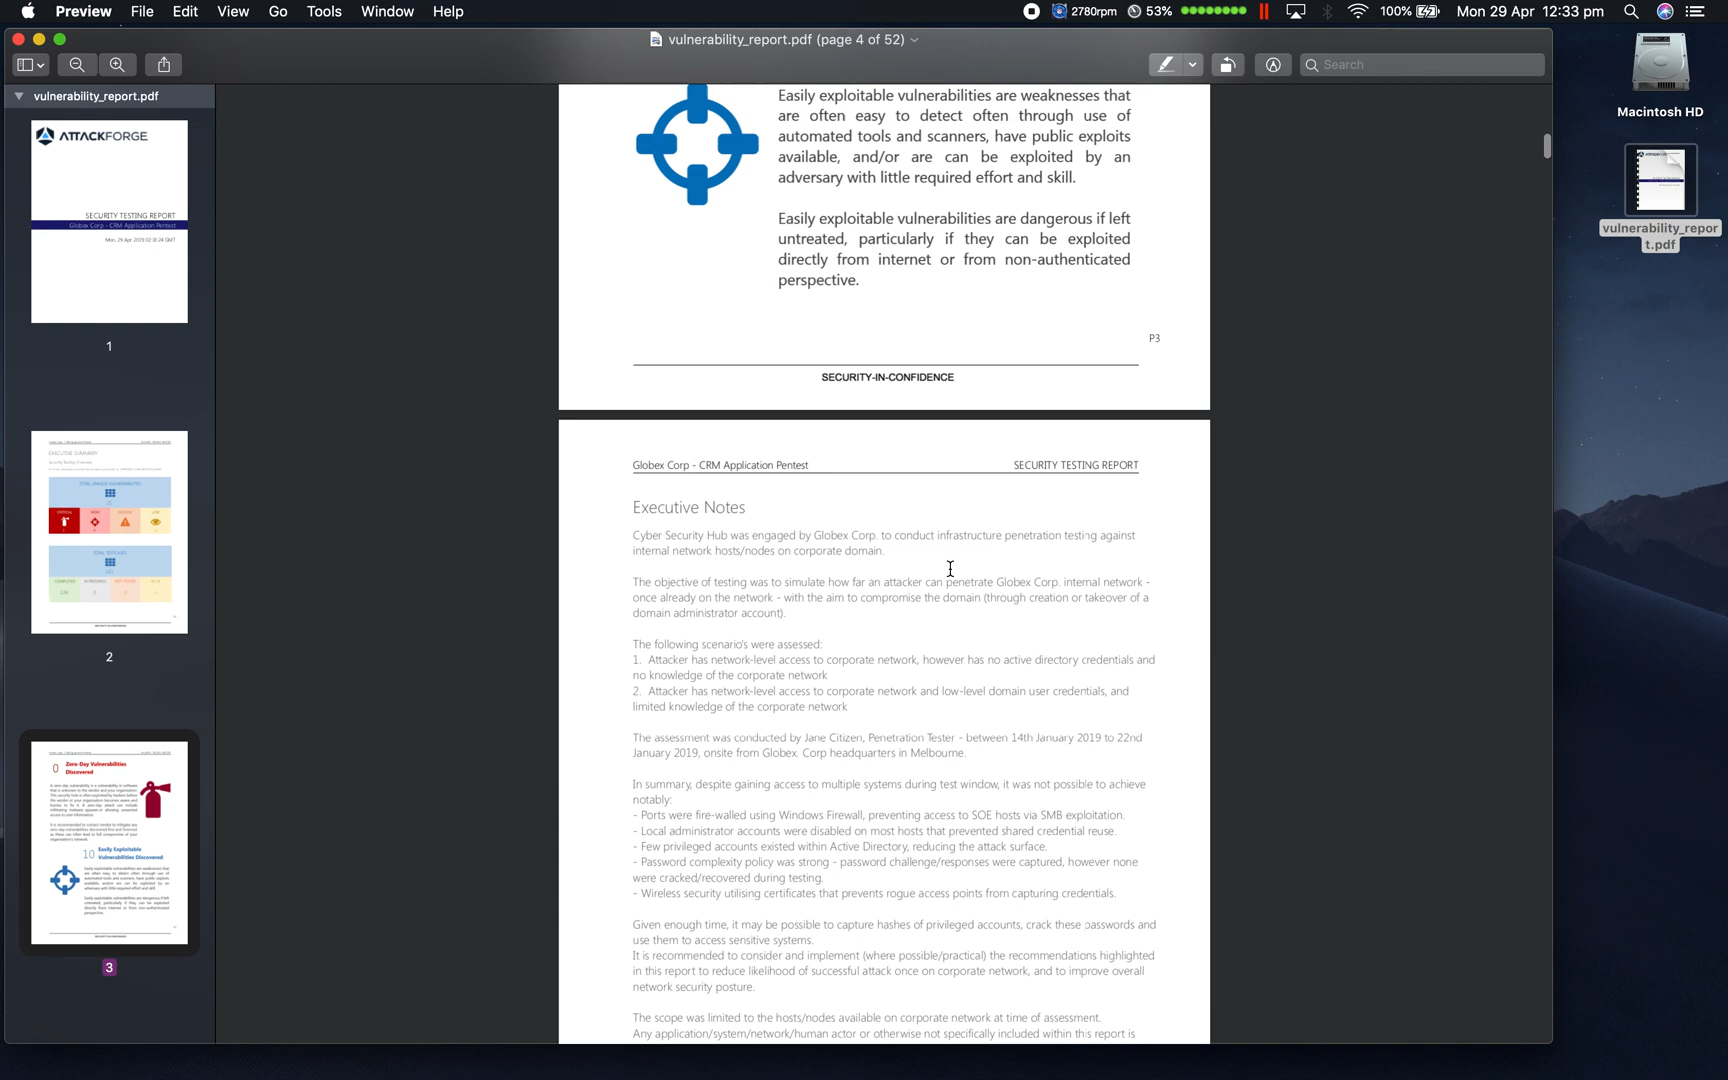 Preview File Edit View Go Tools Window Help
2780rpm 53% 100% Mon 29 Apr 12:33 pm
vulnerability_report.pdf (page 4 of 52)
Search
Macintosh HD
vulnerability_repor
t.pdf
vulnerability_report.pdf
ATTACKFORGE
SECURITY TESTING REPORT
Globex Corp - CRM Application Pentest
1
EXECUTIVE SUMMARY
2
0 Zero-Day Vulnerabilities
Discovered
10 Easily Exploitable
Vulnerabilities Discovered
3
Easily exploitable vulnerabilities are weaknesses that
are often easy to detect often through use of
automated tools and scanners, have public exploits
available, and/or are can be exploited by an
adversary with little required effort and skill.
Easily exploitable vulnerabilities are dangerous if left
untreated, particularly if they can be exploited
directly from internet or from non-authenticated
perspective.
P3
SECURITY-IN-CONFIDENCE
Globex Corp - CRM Application Pentest SECURITY TESTING REPORT
Executive Notes
Cyber Security Hub was engaged by Globex Corp. to conduct infrastructure penetration testing against
internal network hosts/nodes on corporate domain.
The objective of testing was to simulate how far an attacker can penetrate Globex Corp. internal network -
once already on the network - with the aim to compromise the domain (through creation or takeover of a
domain administrator account).
The following scenario's were assessed:
1. Attacker has network-level access to corporate network, however has no active directory credentials and
no knowledge of the corporate network
2. Attacker has network-level access to corporate network and low-level domain user credentials, and
limited knowledge of the corporate network
The assessment was conducted by Jane Citizen, Penetration Tester - between 14th January 2019 to 22nd
January 2019, onsite from Globex. Corp headquarters in Melbourne.
In summary, despite gaining access to multiple systems during test window, it was not possible to achieve
notably:
- Ports were fire-walled using Windows Firewall, preventing access to SOE hosts via SMB exploitation.
- Local administrator accounts were disabled on most hosts that prevented shared credential reuse.
- Few privileged accounts existed within Active Directory, reducing the attack surface.
- Password complexity policy was strong - password challenge/responses were captured, however none
were cracked/recovered during testing.
- Wireless security utilising certificates that prevents rogue access points from capturing credentials.
Given enough time, it may be possible to capture hashes of privileged accounts, crack these passwords and
use them to access sensitive systems.
It is recommended to consider and implement (where possible/practical) the recommendations highlighted
in this report to reduce likelihood of successful attack once on corporate network, and to improve overall
network security posture.
The scope was limited to the hosts/nodes available on corporate network at time of assessment.
Any application/system/network/human actor or otherwise not specifically included within this report is